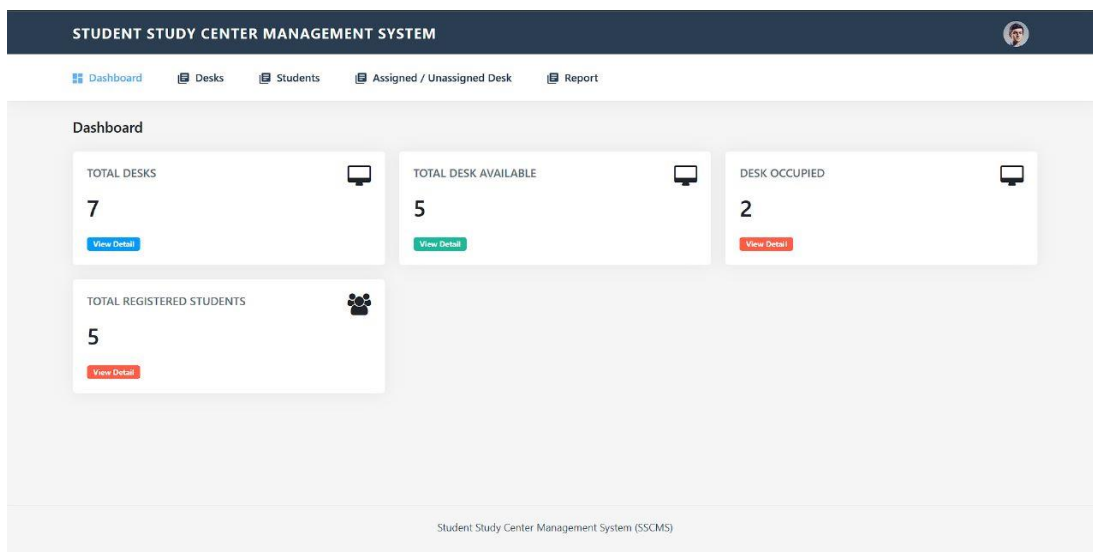 STUDENT STUDY CENTER MANAGEMENT SYSTEM
Dashboard Desks Students Assigned / Unassigned Desk Report
Dashboard
TOTAL DESKS
7
View Detail
TOTAL DESK AVAILABLE
5
View Detail
DESK OCCUPIED
2
View Detail
TOTAL REGISTERED STUDENTS
5
View Detail
Student Study Center Management System (SSCMS)